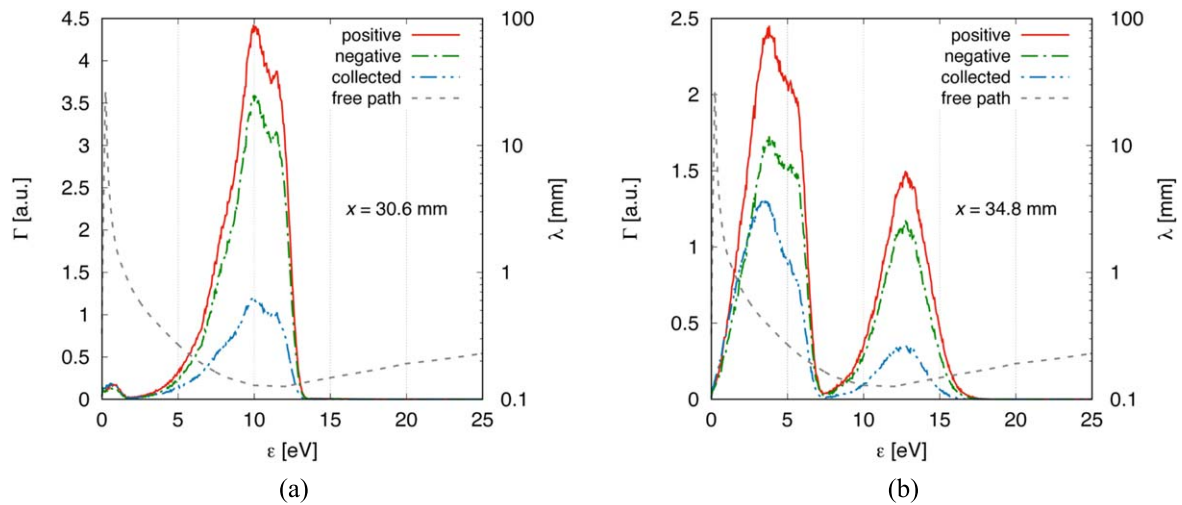 4.5
4
3.5
3
2.5
2
1.5
1
0.5
0
Γ [a.u.]
positive
negative
collected
free path
x = 30.6 mm
100
10
1
0.1
λ [mm]
0 5 10 15 20 25
ε [eV]
(a)
2.5
2
1.5
1
0.5
0
Γ [a.u.]
positive
negative
collected
free path
x = 34.8 mm
100
10
1
0.1
λ [mm]
0 5 10 15 20 25
ε [eV]
(b)